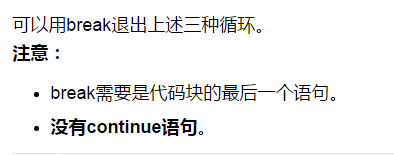 可以用break退出上述三种循环。
注意：
• break需要是代码块的最后一个语句。
• 没有continue语句。